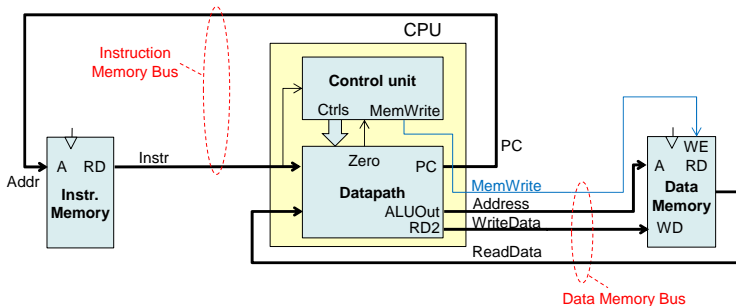 CPU
Instruction
Memory Bus
Control unit
Ctrls
MemWrite
Addr
A RD
Instr.
Memory
Instr
Zero
PC
Datapath
ALUOut
RD2
PC
MemWrite
Address
WriteData
ReadData
WE
A RD
Data
Memory
WD
Data Memory Bus